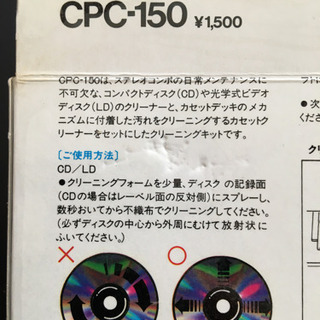 CPC-150 ¥1,500
CPC-150は、ステレオコンポの日常メンテナンスに
不可欠な、コンパクトディスク(CD)や光学式ビデオ
ディスク(LD)のクリーナーと、カセットデッキのメカ
ニズムに付着した汚れをクリーニングするカセットク
リーナーをセットにしたクリーニングキットです。
〔ご使用方法〕
CD／LD
●クリーニングフォームを少量、ディスクの記録面
(CDの場合はレーベル面の反対側)にスプレーし、
数秒おいてから不織布でクリーニングしてください。
(必ずディスクの中心から外周にむけて放射状に
ふいてください。)
× ○
●次
くださ
クリ